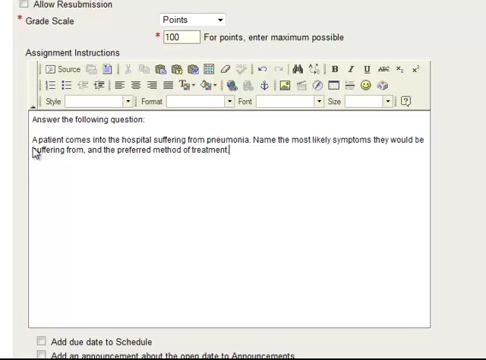 Allow Resubmission
* Grade Scale Points
* 100 For points, enter maximum possible
Assignment Instructions
Source
B I U ABC x₂ x²
Style Format Font Size
Answer the following question:
A patient comes into the hospital suffering from pneumonia. Name the most likely symptoms they would be
suffering from, and the preferred method of treatment.
Add due date to Schedule
Add an announcement about the open date to Announcements